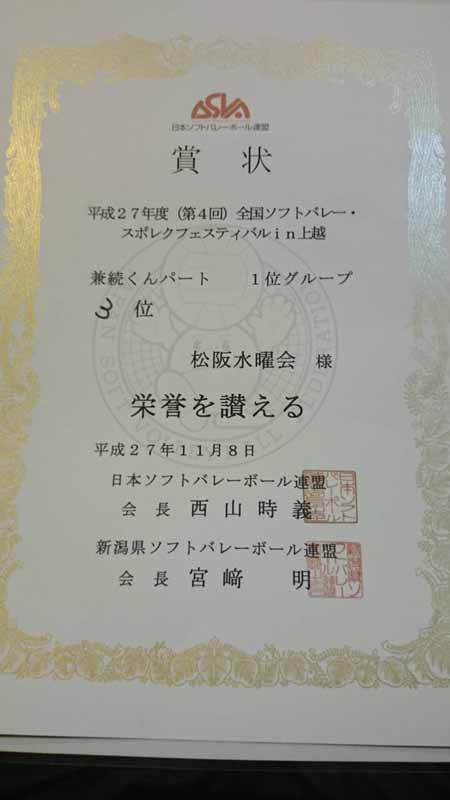 日本ソフトバレーボール連盟
賞 状
平成27年度(第4回)全国ソフトバレー・
スポレクフェスティバルin上越
兼続くんパート 1位グループ
3 位
松阪水曜会 様
栄誉を讃える
平成27年11月8日
日本ソフトバレーボール連盟
会 長 西 山 時 義
新潟県ソフトバレーボール連盟
会 長 宮 﨑 明